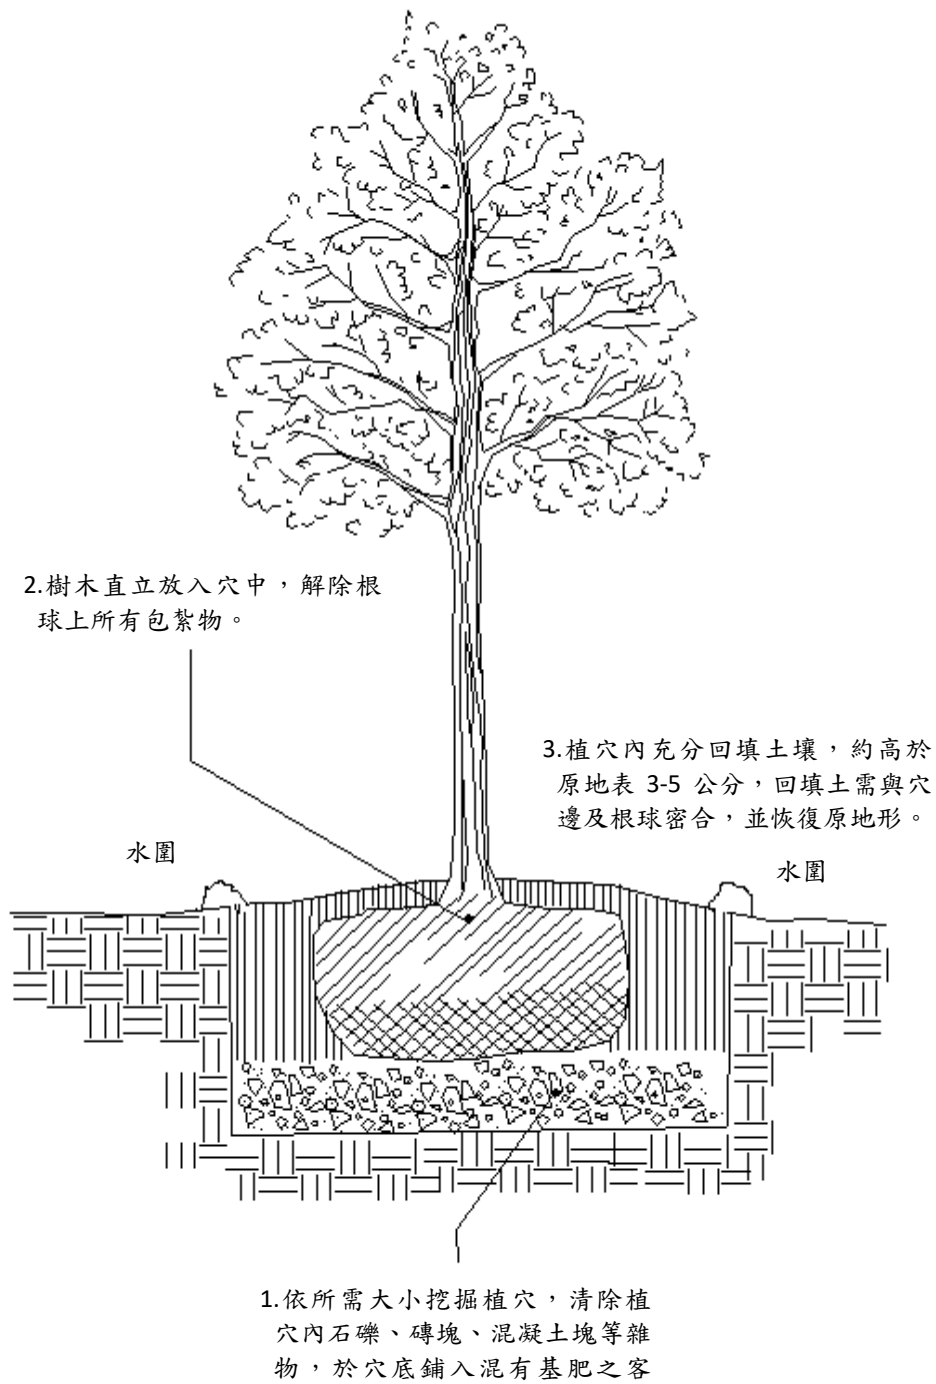 2.樹木直立放入穴中，解除根
球上所有包紮物。
3.植穴內充分回填土壤，約高於
原地表 3-5 公分，回填土需與穴
邊及根球密合，並恢復原地形。
水圍
水圍
1.依所需大小挖掘植穴，清除植
穴內石礫、磚塊、混凝土塊等雜
物，於穴底鋪入混有基肥之客